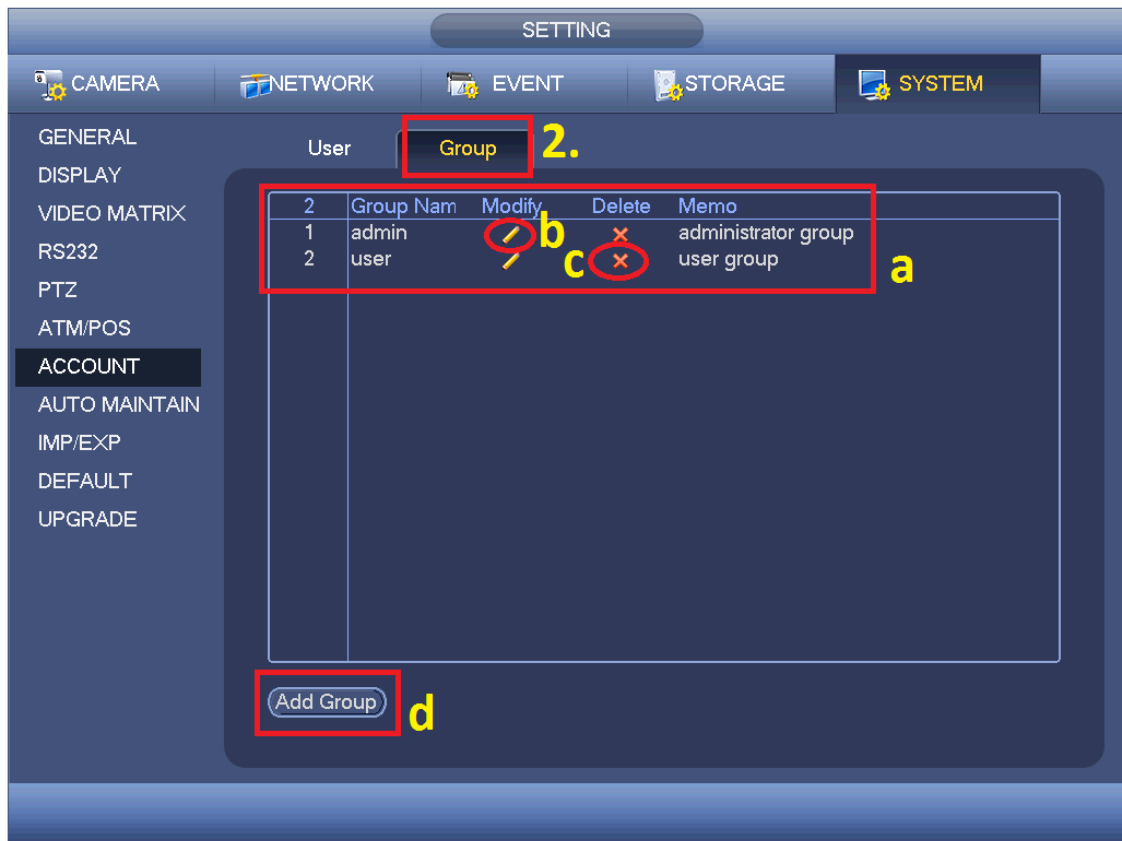 SETTING
CAMERA NETWORK EVENT STORAGE SYSTEM
GENERAL
DISPLAY
VIDEO MATRIX
RS232
PTZ
ATM/POS
ACCOUNT
AUTO MAINTAIN
IMP/EXP
DEFAULT
UPGRADE
User Group 2.
2 Group Nam Modify Delete Memo
1 admin b administrator group
2 user c user group
a
Add Group d